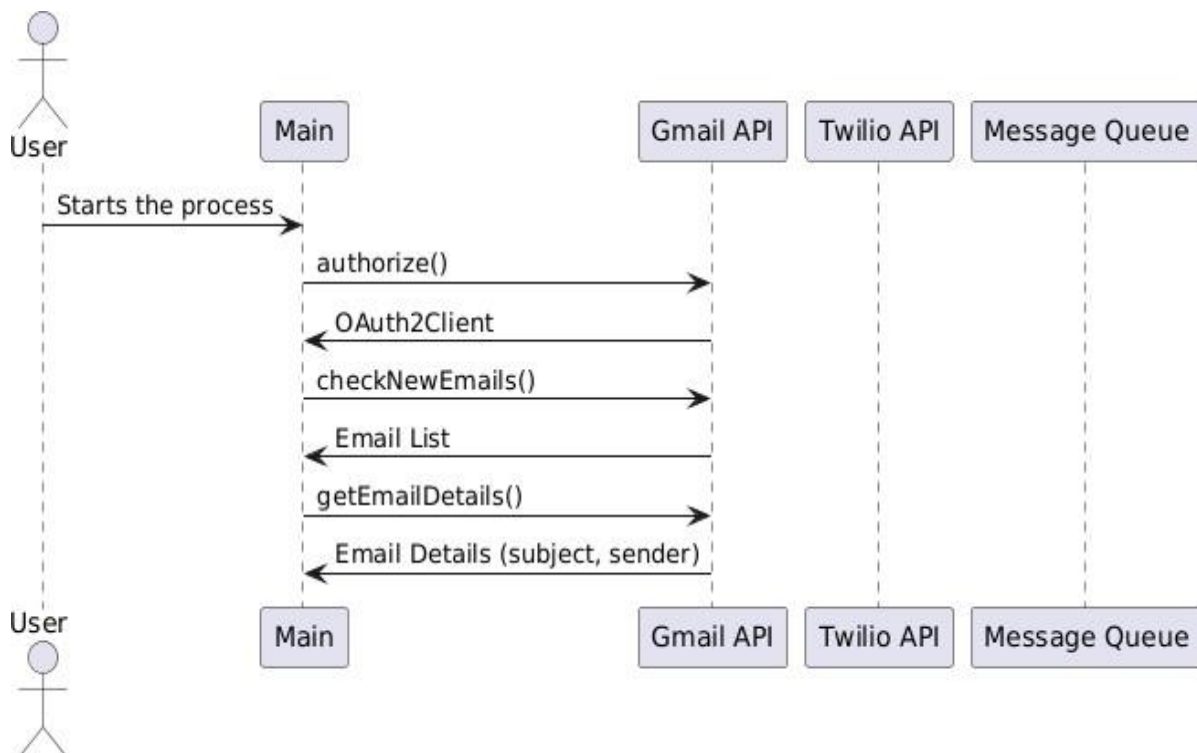 User
Main
Gmail API
Twilio API
Message Queue
Starts the process
authorize()
OAuth2Client
checkNewEmails()
Email List
getEmailDetails()
Email Details (subject, sender)
User
Main
Gmail API
Twilio API
Message Queue